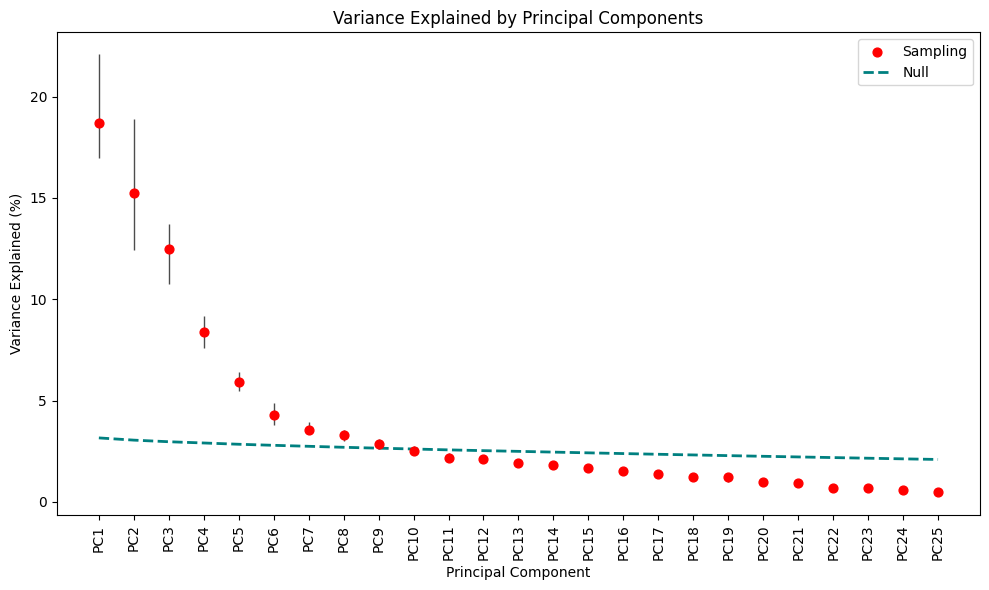 Variance Explained by Principal Components
Sampling
Null
Variance Explained (%)
20
15
10
5
0
PC1
PC2
PC3
PC4
PC5
PC6
PC7
PC8
PC9
PC10
PC11
PC12
PC13
PC14
PC15
PC16
PC17
PC18
PC19
PC20
PC21
PC22
PC23
PC24
PC25
Principal Component